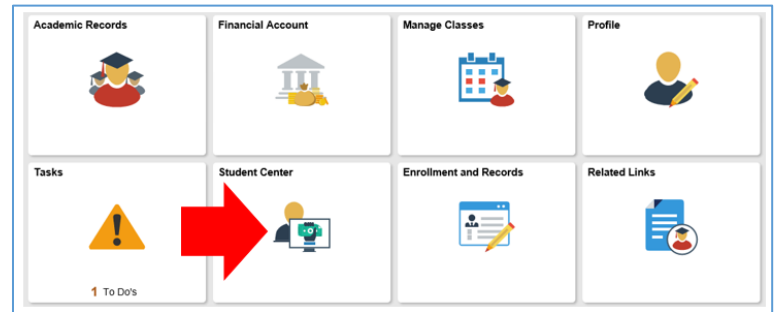 Academic Records
Financial Account
Manage Classes
Profile
Tasks
Student Center
Enrollment and Records
Related Links
1 To Do's